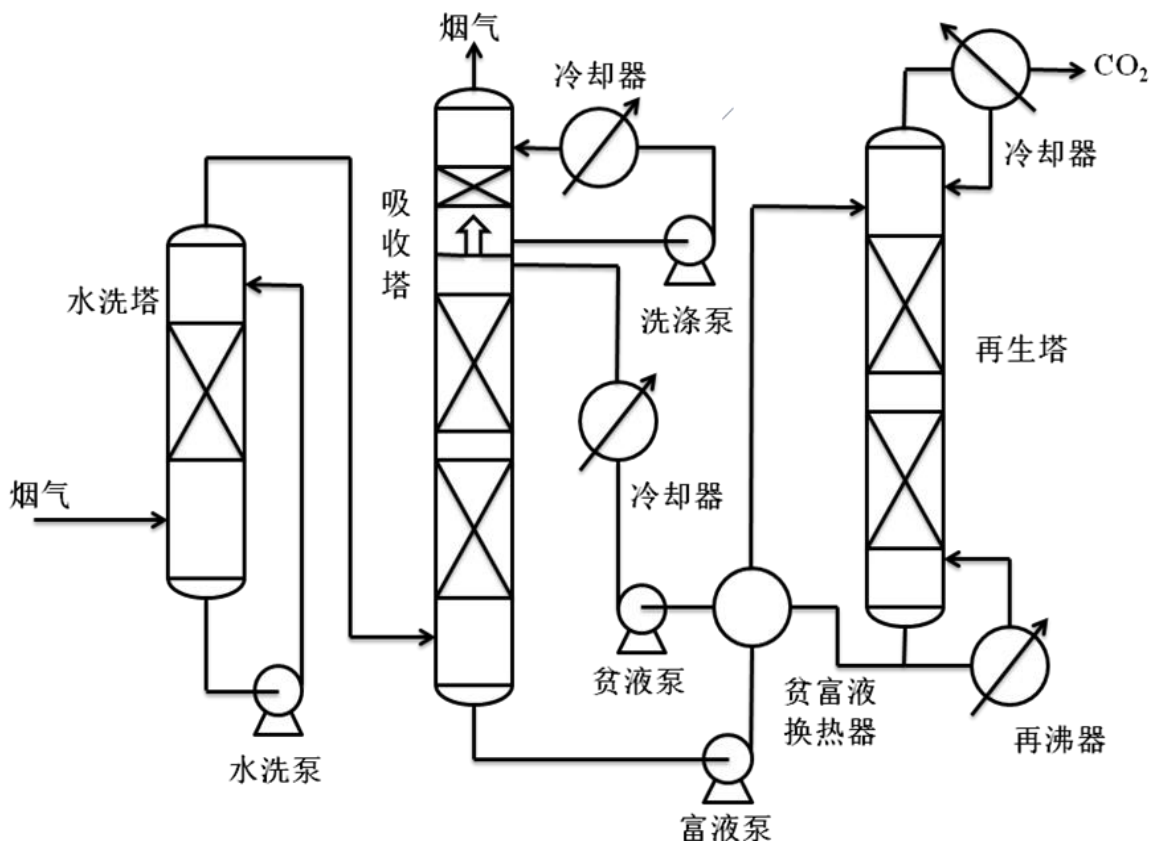 烟气
冷却器
CO₂
冷却器
吸
收
塔
水洗塔
洗涤泵
再生塔
烟气
冷却器
贫液泵
贫富液
换热器
再沸器
水洗泵
富液泵